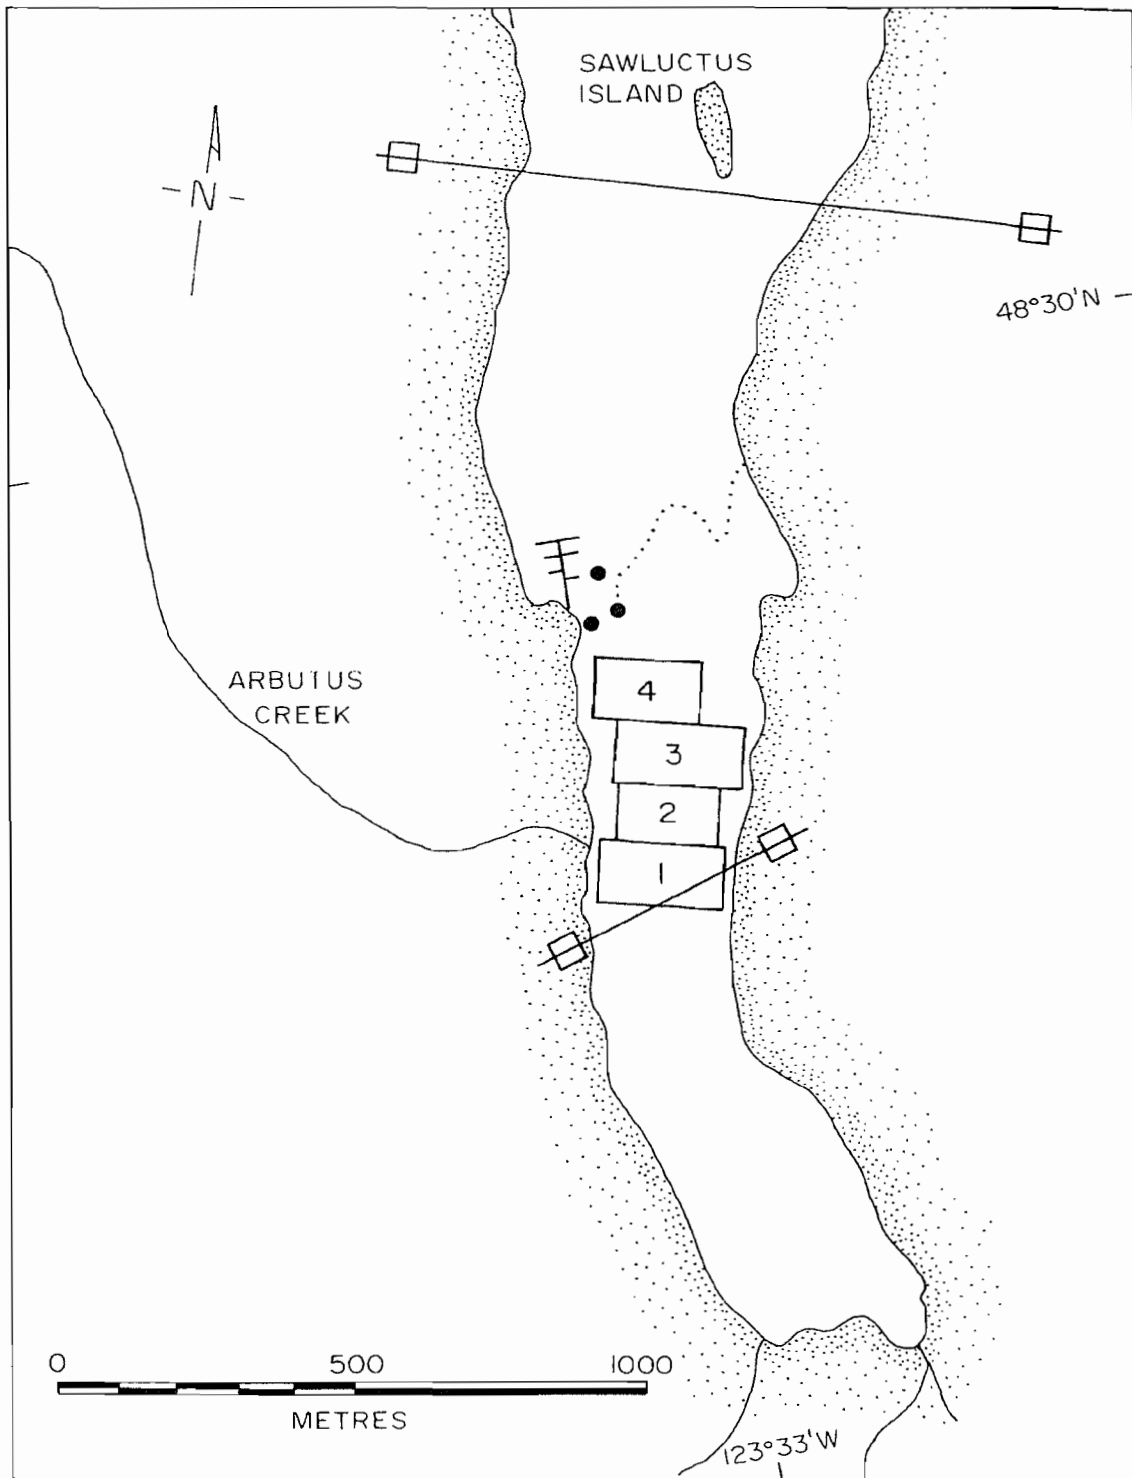 SAWLUCTUS
ISLAND
N
48°30'N
ARBUTUS
CREEK
4
3
2
1
0 500 1000
METRES
123°33'W